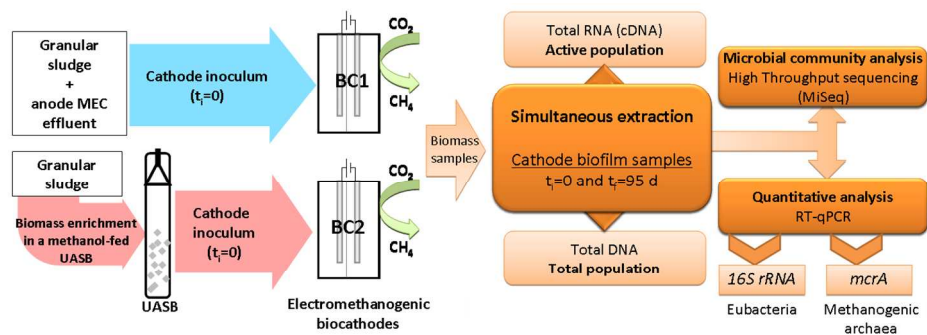 Granular
sludge
+
anode MEC
effluent
Cathode inoculum
(tᵢ=0)
BC1
CO₂
CH₄
Granular
sludge
Biomass enrichment
in a methanol-fed
UASB
UASB
Cathode
inoculum
(tᵢ=0)
BC2
CO₂
CH₄
Electromethanogenic
biocathodes
Biomass
samples
Total RNA (cDNA)
Active population
Simultaneous extraction
Cathode biofilm samples
tᵢ=0 and t_f=95 d
Total DNA
Total population
Microbial community analysis
High Throughput sequencing
(MiSeq)
Quantitative analysis
RT-qPCR
16S rRNA
Eubacteria
mcrA
Methanogenic
archaea